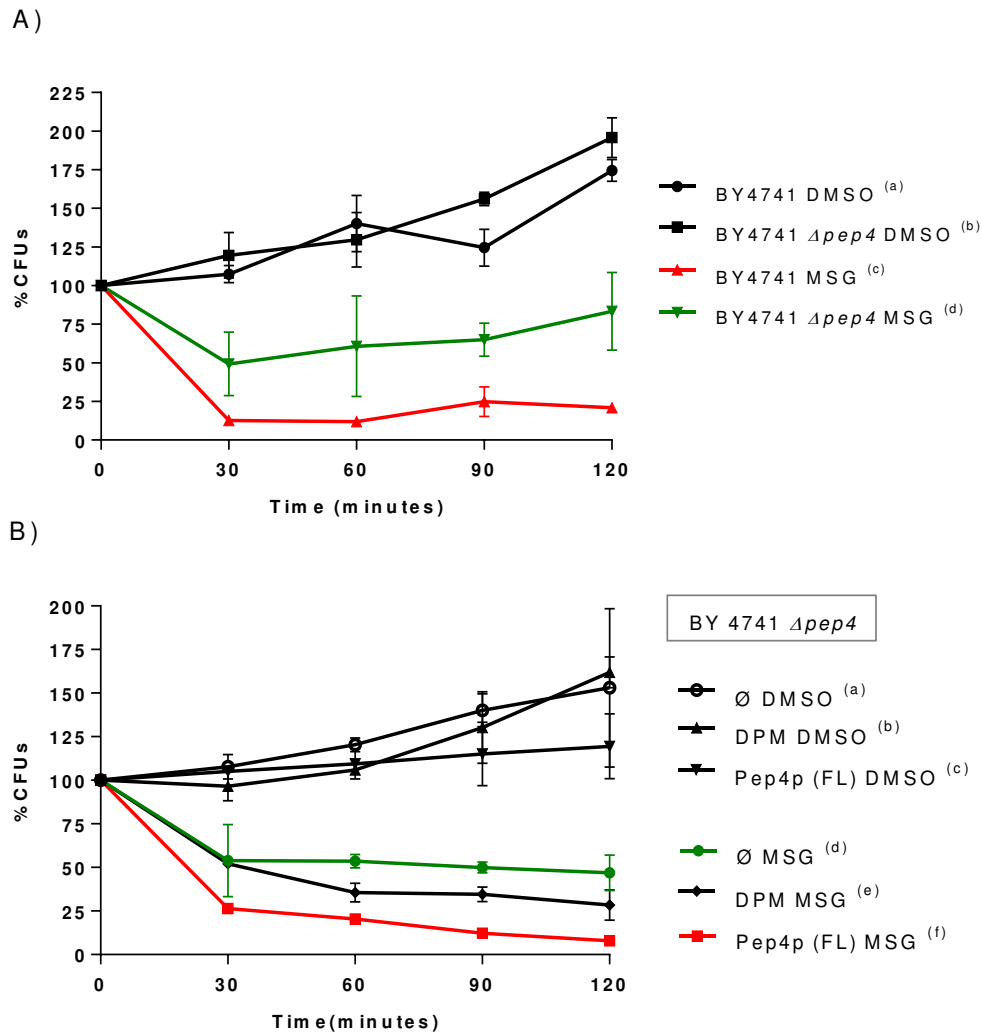 A)
225
200
175
150
125
100
75
50
25
0
%CFUs
0 30 60 90 120
Time (minutes)
BY4741 DMSO (a)
BY4741 Δpep4 DMSO (b)
BY4741 MSG (c)
BY4741 Δpep4 MSG (d)
B)
200
175
150
125
100
75
50
25
0
%CFUs
0 30 60 90 120
Time(minutes)
BY 4741 Δpep4
Ø DMSO (a)
DPM DMSO (b)
Pep4p (FL) DMSO (c)
Ø MSG (d)
DPM MSG (e)
Pep4p (FL) MSG (f)